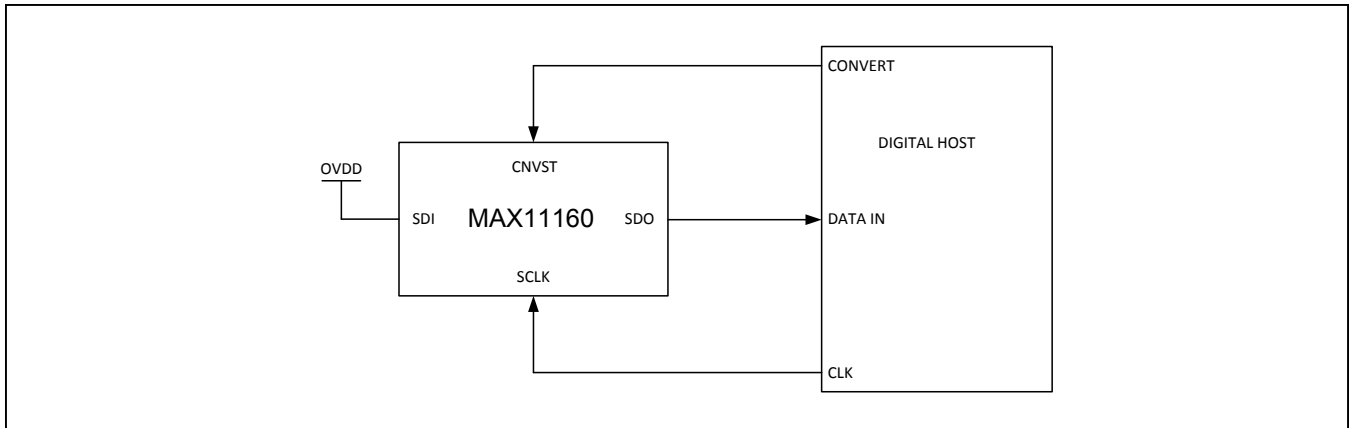 CONVERT
DIGITAL HOST
CNVST
OVDD
SDI
MAX11160
SDO
DATA IN
SCLK
CLK